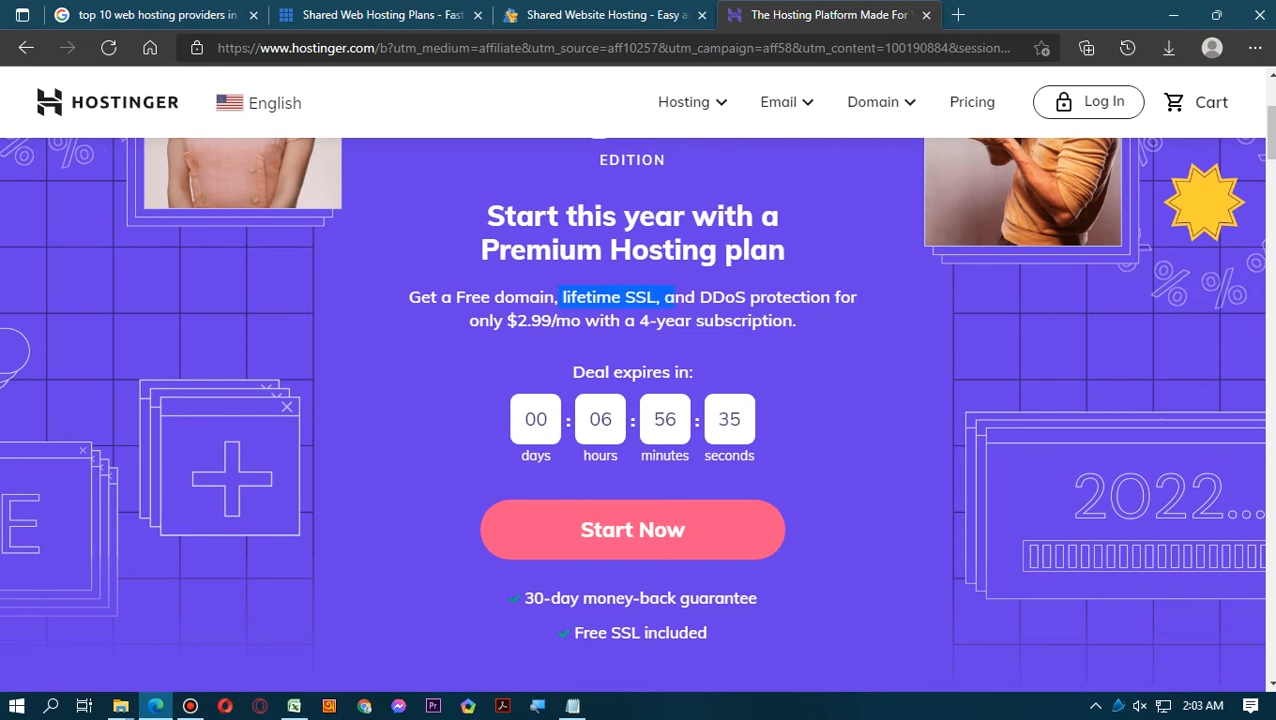 top 10 web hosting providers in
Shared Web Hosting Plans - Fast
Shared Website Hosting - Easy a
The Hosting Platform Made For Y
https://www.hostinger.com/b?utm_medium=affiliate&utm_source=aff10257&utm_campaign=aff58&utm_content=100190884&session...
HOSTINGER
English
Hosting
Email
Domain
Pricing
Log In
Cart
EDITION
Start this year with a
Premium Hosting plan
Get a Free domain, lifetime SSL, and DDoS protection for
only $2.99/mo with a 4-year subscription.
Deal expires in:
00 : 06 : 56 : 35
days hours minutes seconds
E
2022...
Start Now
30-day money-back guarantee
Free SSL included
2:03 AM